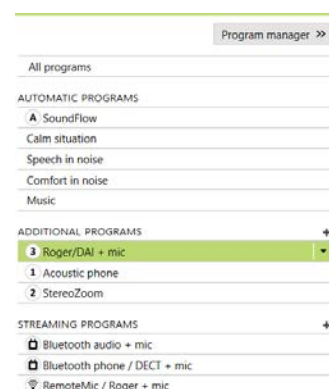 Program manager »
All programs
AUTOMATIC PROGRAMS
A SoundFlow
Calm situation
Speech in noise
Comfort in noise
Music
ADDITIONAL PROGRAMS +
3 Roger/DAI + mic
1 Acoustic phone
2 StereoZoom
STREAMING PROGRAMS +
Bluetooth audio + mic
Bluetooth phone / DECT + mic
RemoteMic / Roger + mic